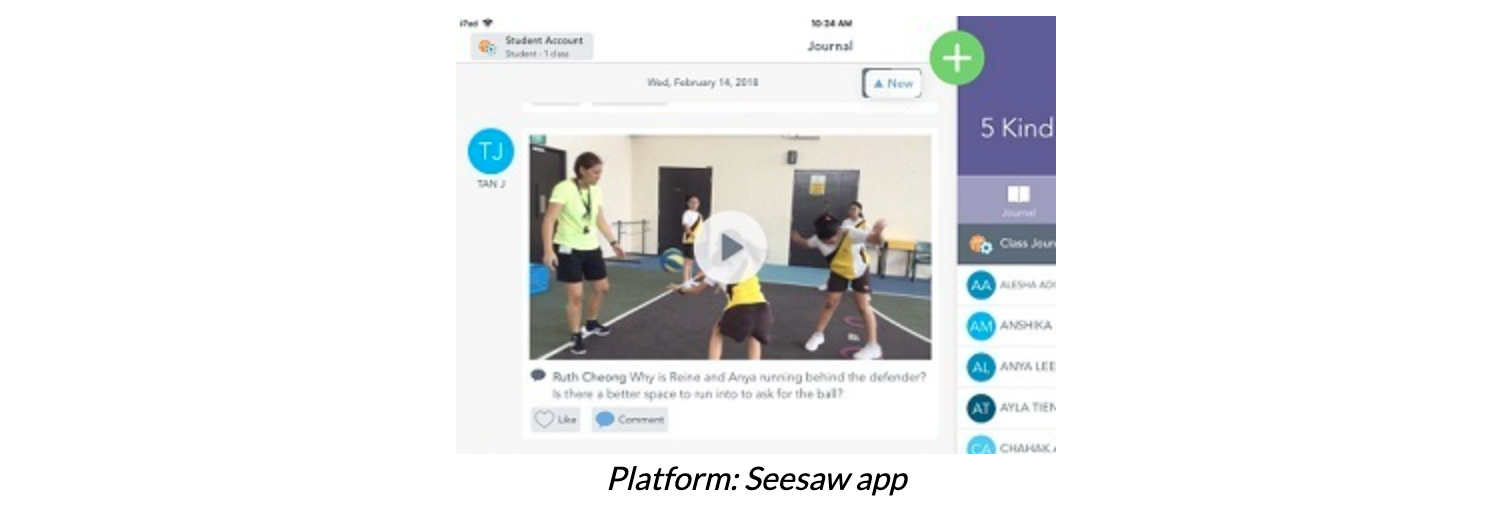 iPad
10:34 AM
Student Account
Student - 1 class
Journal
Wed, February 14, 2018
▲ New
5 Kind
TJ
TAN J
Journal
Class Jour
AA ALESHA AD
AM ANSHIKA
AL ANYA LEE
AT AYLA TIEN
CA CHAHAK
Ruth Cheong Why is Reine and Anya running behind the defender?
Is there a better space to run into to ask for the ball?
Like
Comment
Platform: Seesaw app